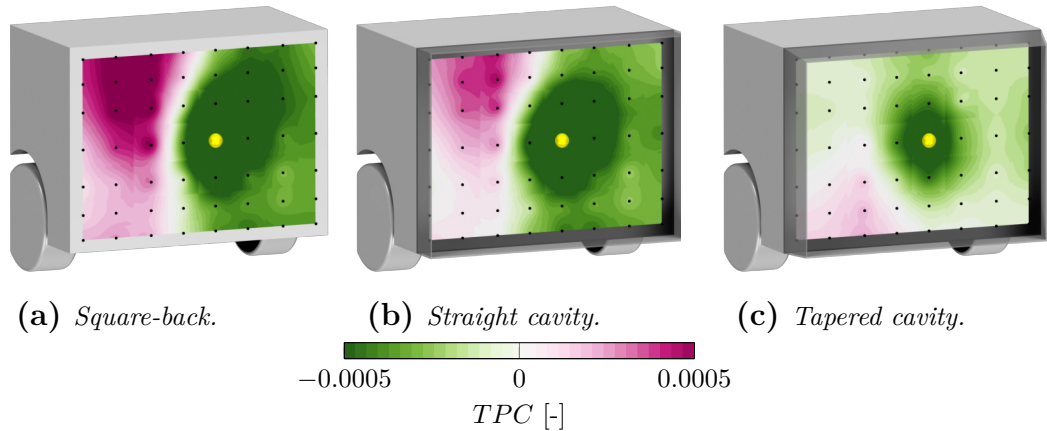 (a) Square-back. (b) Straight cavity. (c) Tapered cavity.
−0.0005 0 0.0005
TPC [-]